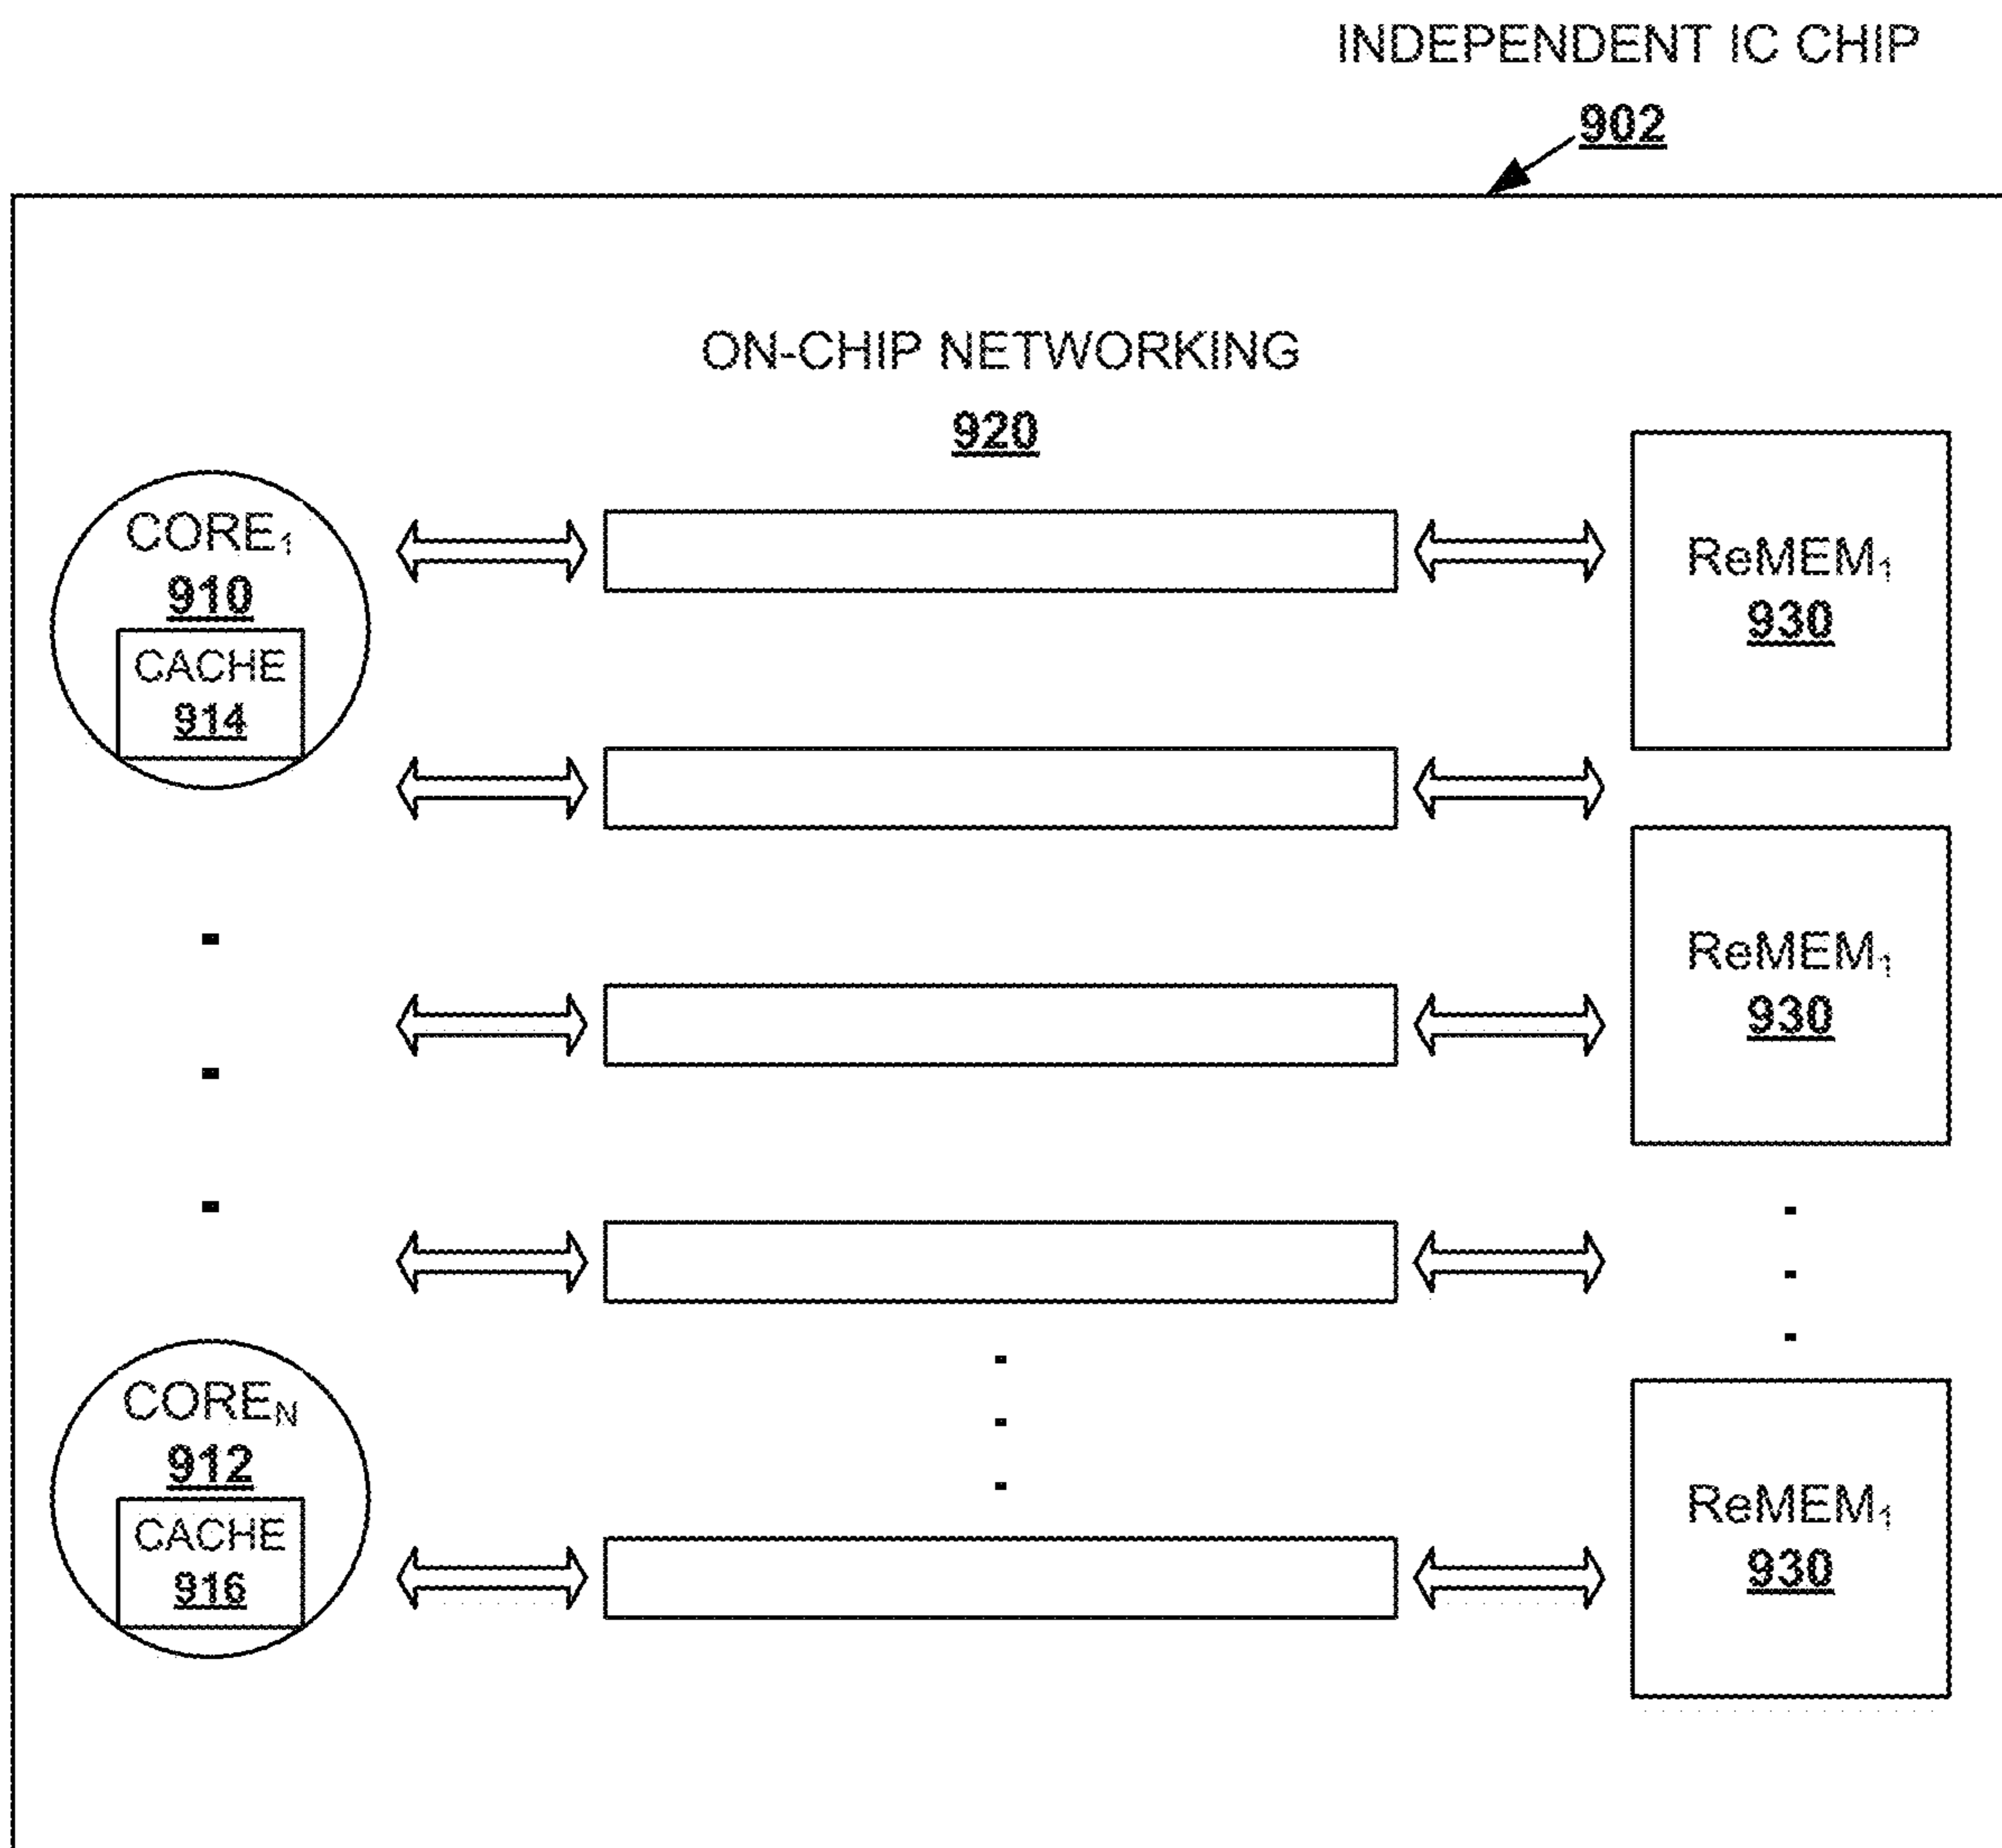 INDEPENDENT IC CHIP
902
ON-CHIP NETWORKING
920
CORE₁
910
CACHE
914
ReMEM₁
930
ReMEM₁
930
CORE_N
912
CACHE
916
ReMEM₁
930